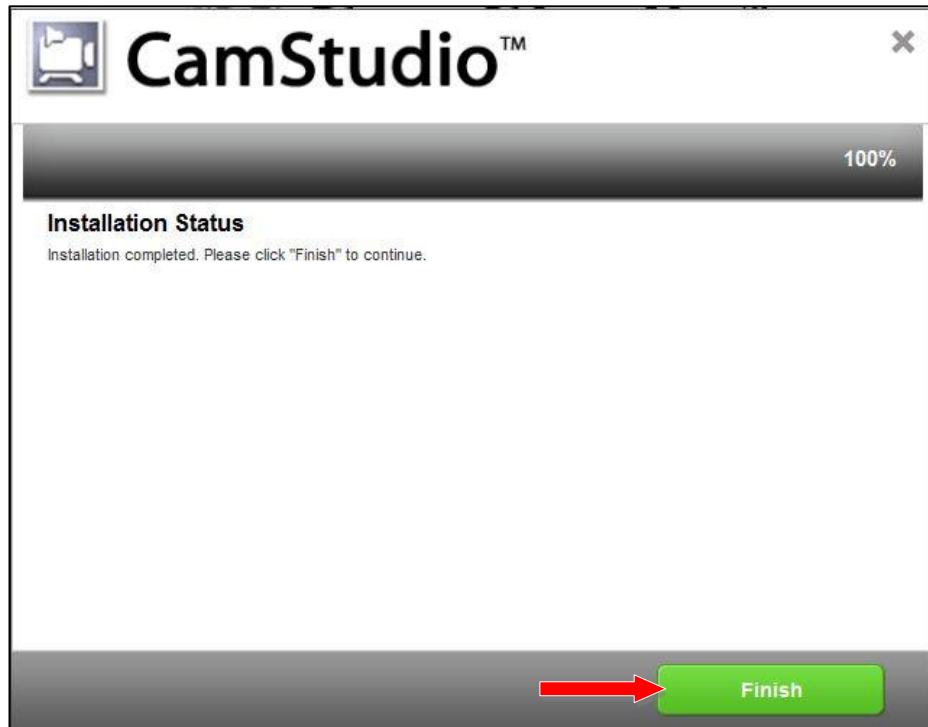 CamStudio™
100%
Installation Status
Installation completed. Please click "Finish" to continue.
Finish